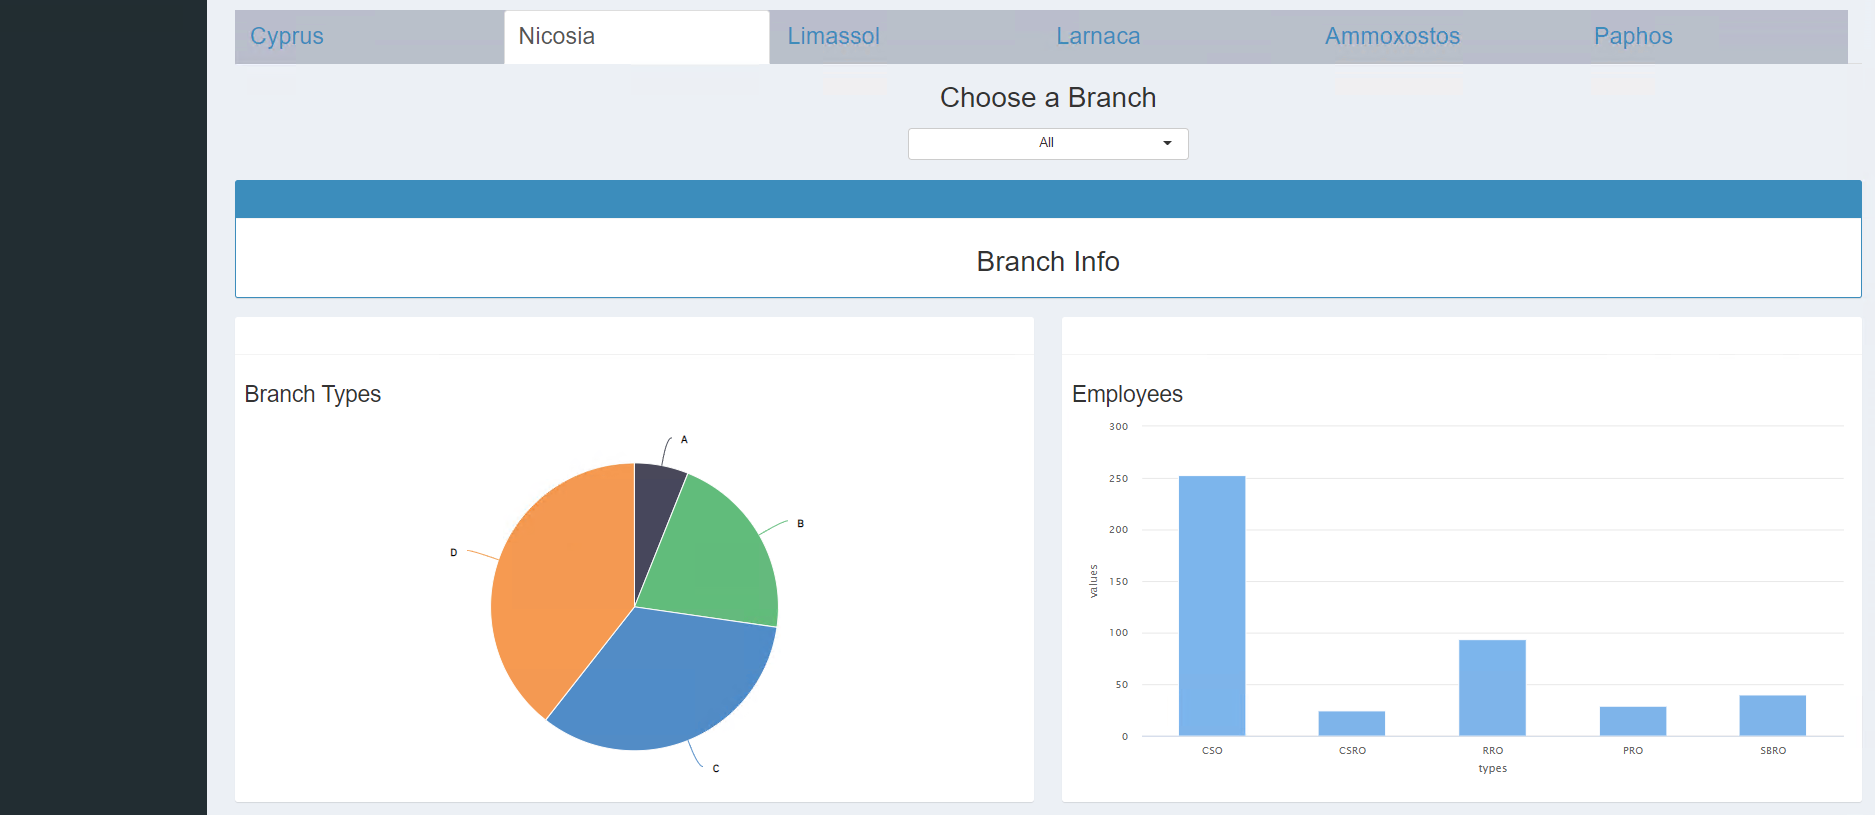 Cyprus Nicosia Limassol Larnaca Ammoxostos Paphos
Choose a Branch
All
Branch Info
Branch Types
A
B
D
C
Employees
300
250
200
150
100
50
0
values
CSO CSRO RRO PRO SBRO
types